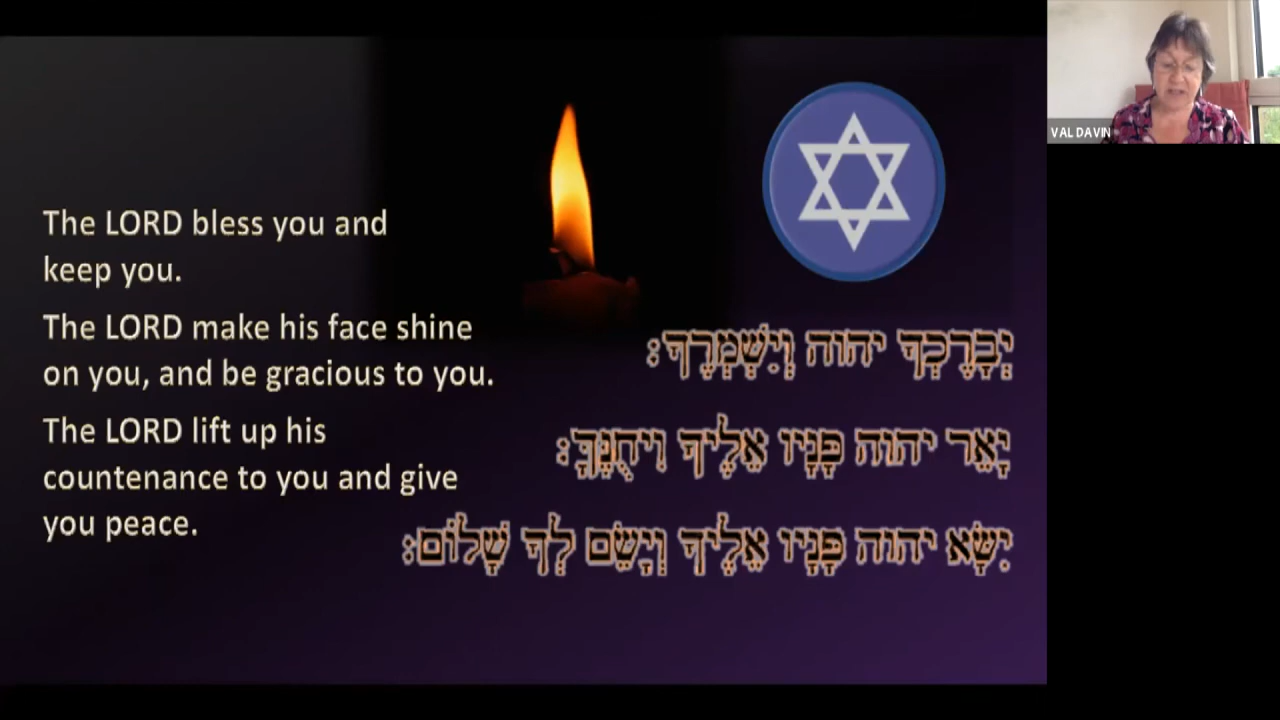 The LORD bless you and
keep you.
The LORD make his face shine
on you, and be gracious to you.
The LORD lift up his
countenance to you and give
you peace.
יְבָרֶכְךָ יהוה וְיִשְׁמְרֶךָ׃
יָאֵר יהוה פָּנָיו אֵלֶיךָ וִיחֻנֶּךָּ׃
יִשָּׂא יהוה פָּנָיו אֵלֶיךָ וְיָשֵׂם לְךָ שָׁלוֹם׃
VAL DAVIN